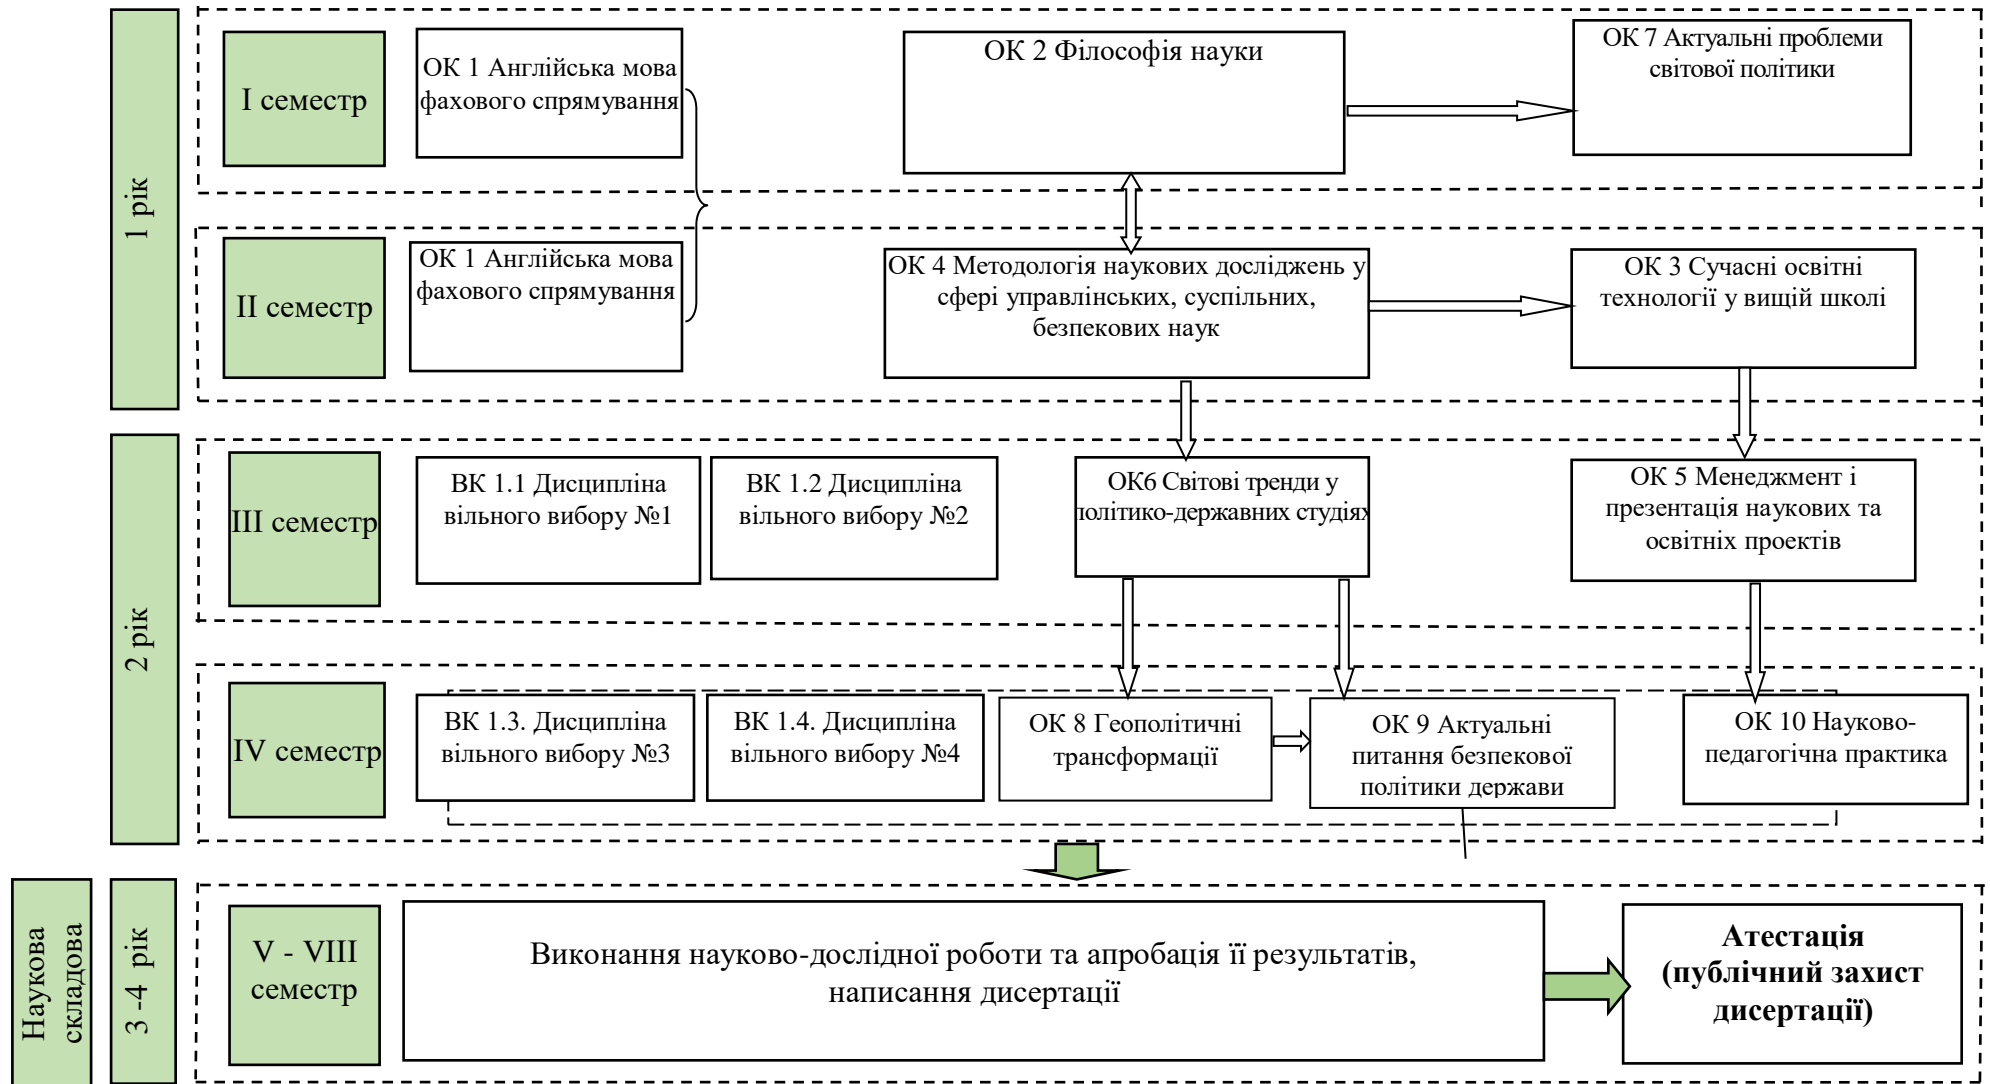 1 рік
І семестр
ОК 1 Англійська мова
фахового спрямування
ОК 2 Філософія науки
ОК 7 Актуальні проблеми
світової політики
ІІ семестр
ОК 1 Англійська мова
фахового спрямування
ОК 4 Методологія наукових досліджень у
сфері управлінських, суспільних,
безпекових наук
ОК 3 Сучасні освітні
технології у вищій школі
2 рік
ІІІ семестр
ВК 1.1 Дисципліна
вільного вибору №1
ВК 1.2 Дисципліна
вільного вибору №2
ОК6 Світові тренди у
політико-державних студіях
ОК 5 Менеджмент і
презентація наукових та
освітніх проектів
IV семестр
ВК 1.3. Дисципліна
вільного вибору №3
ВК 1.4. Дисципліна
вільного вибору №4
ОК 8 Геополітичні
трансформації
ОК 9 Актуальні
питання безпекової
політики держави
ОК 10 Науково-
педагогічна практика
Наукова
складова
3 -4 рік
V - VIII
семестр
Виконання науково-дослідної роботи та апробація її результатів,
написання дисертації
Атестація
(публічний захист
дисертації)